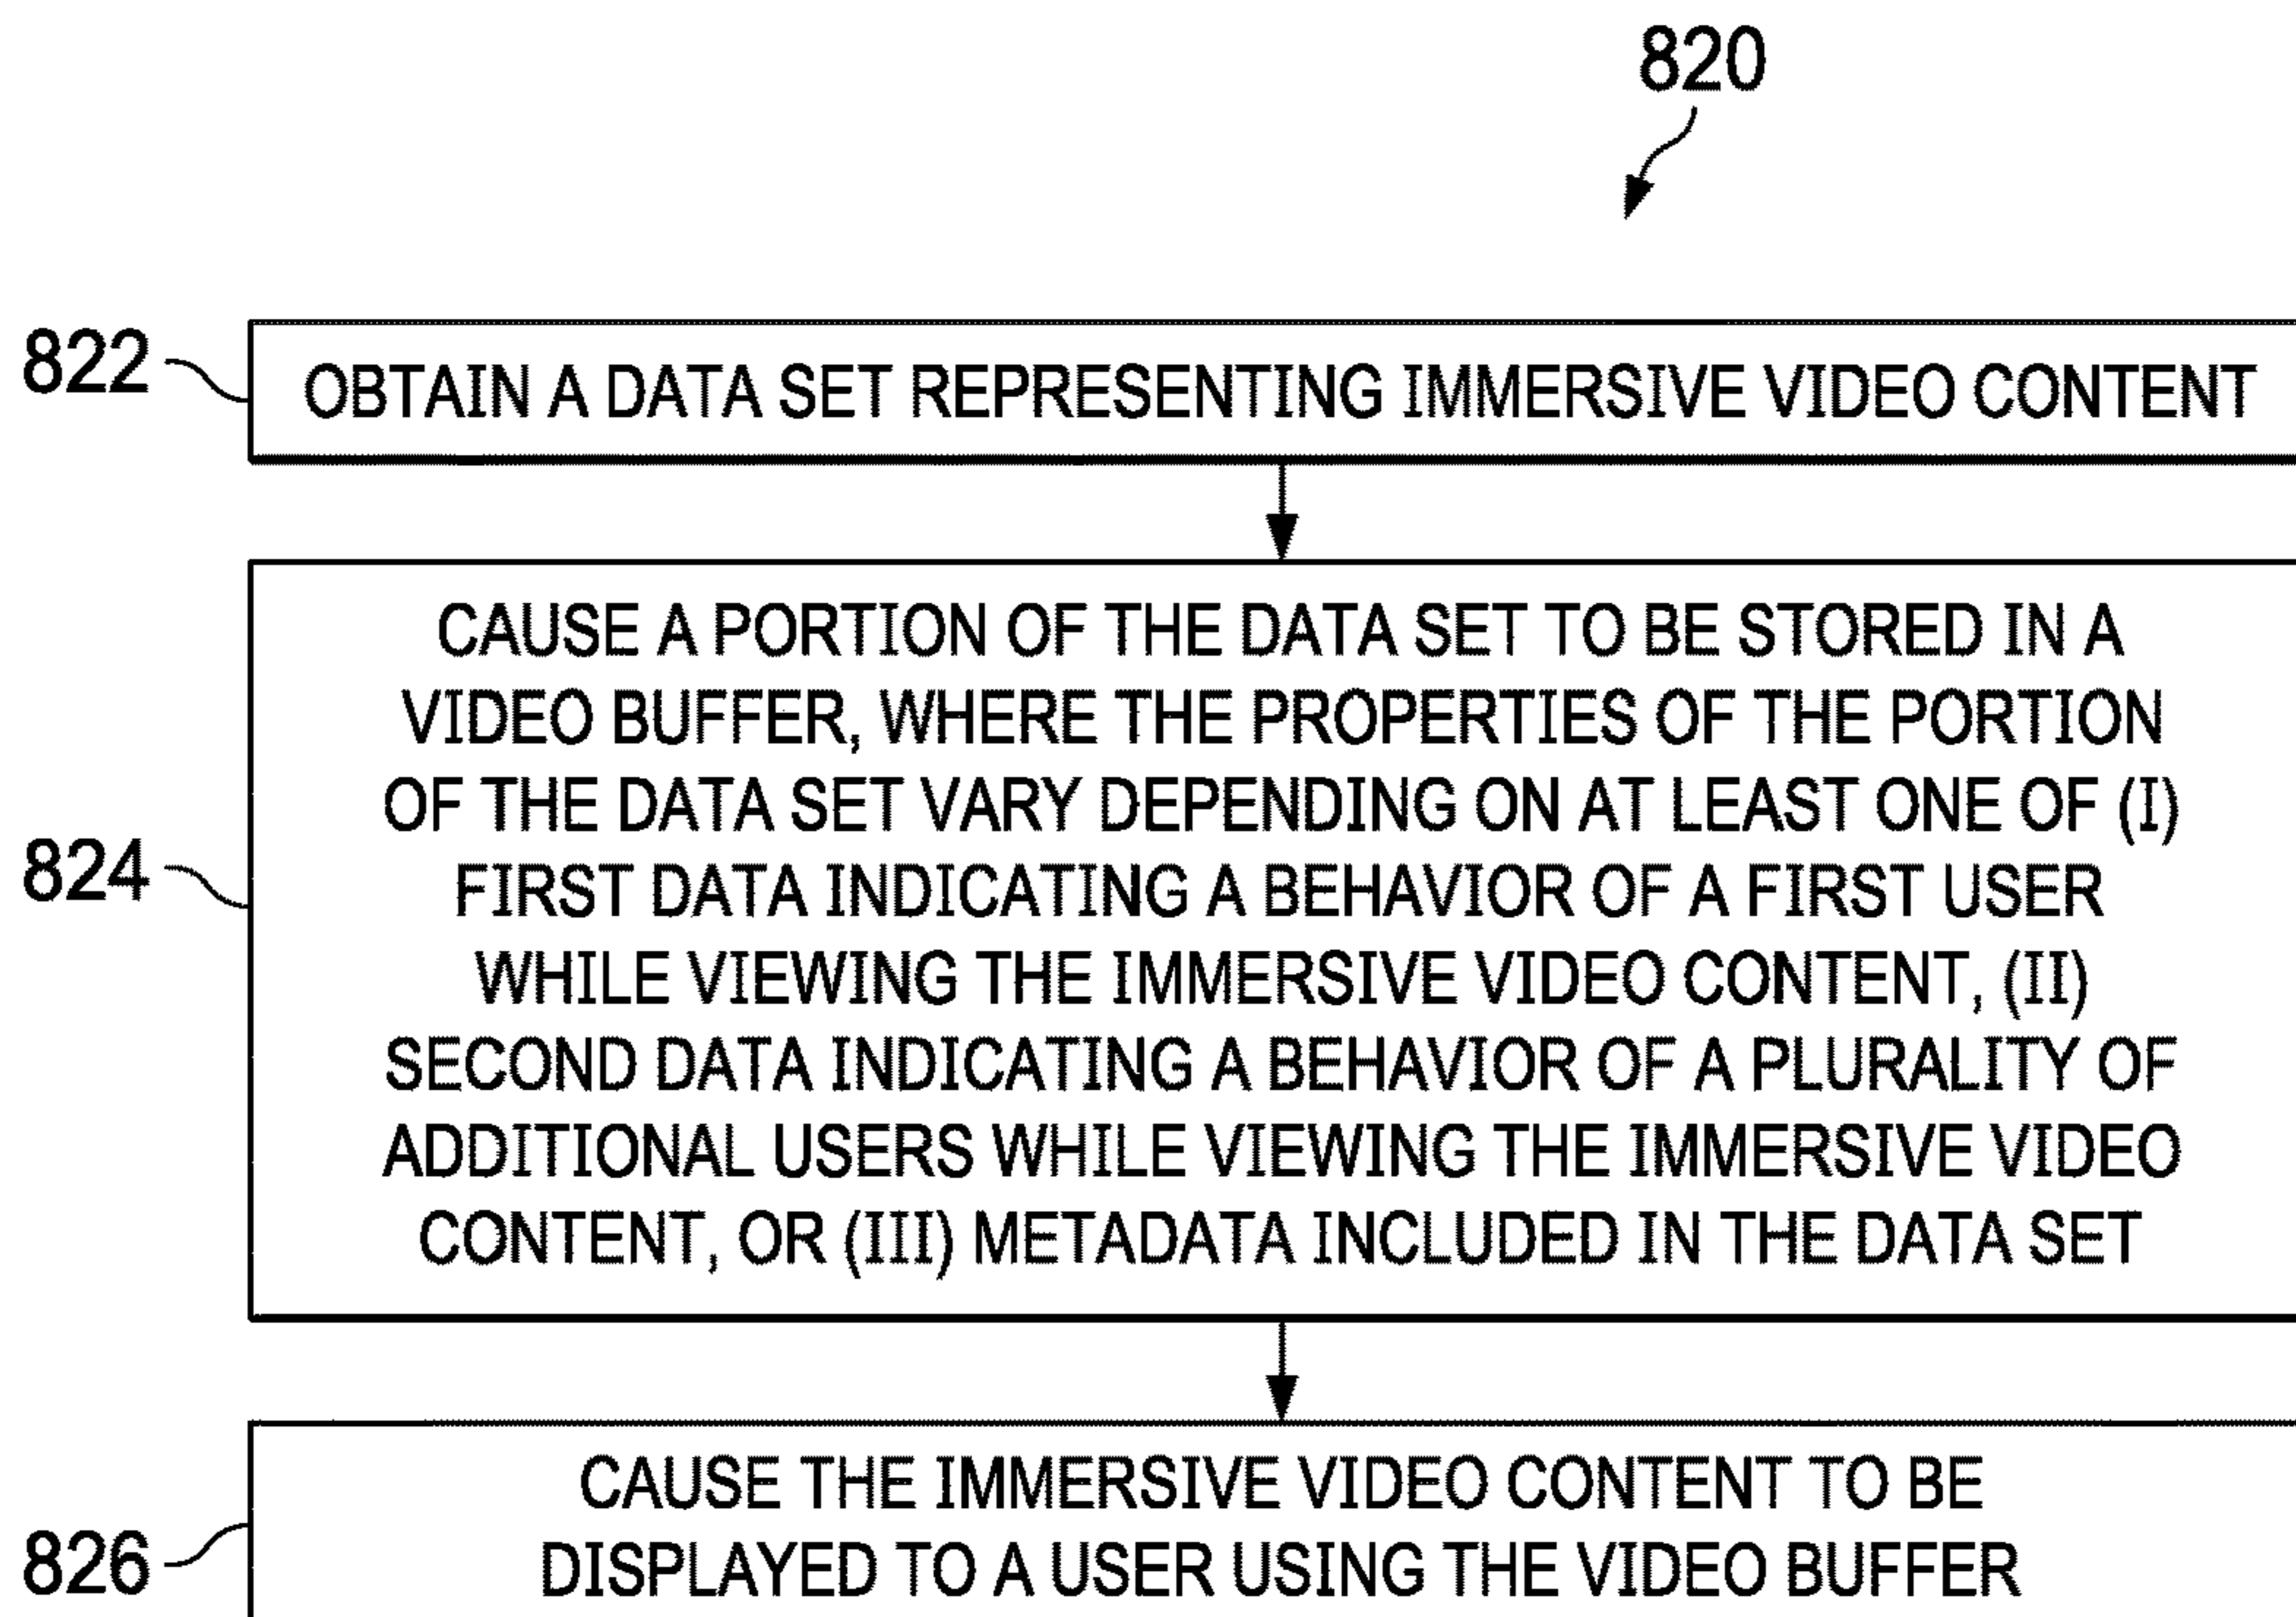 820
822
OBTAIN A DATA SET REPRESENTING IMMERSIVE VIDEO CONTENT
CAUSE A PORTION OF THE DATA SET TO BE STORED IN A
VIDEO BUFFER, WHERE THE PROPERTIES OF THE PORTION
OF THE DATA SET VARY DEPENDING ON AT LEAST ONE OF (I)
824
FIRST DATA INDICATING A BEHAVIOR OF A FIRST USER
WHILE VIEWING THE IMMERSIVE VIDEO CONTENT, (II)
SECOND DATA INDICATING A BEHAVIOR OF A PLURALITY OF
ADDITIONAL USERS WHILE VIEWING THE IMMERSIVE VIDEO
CONTENT, OR (III) METADATA INCLUDED IN THE DATA SET
CAUSE THE IMMERSIVE VIDEO CONTENT TO BE
826
DISPLAYED TO A USER USING THE VIDEO BUFFER